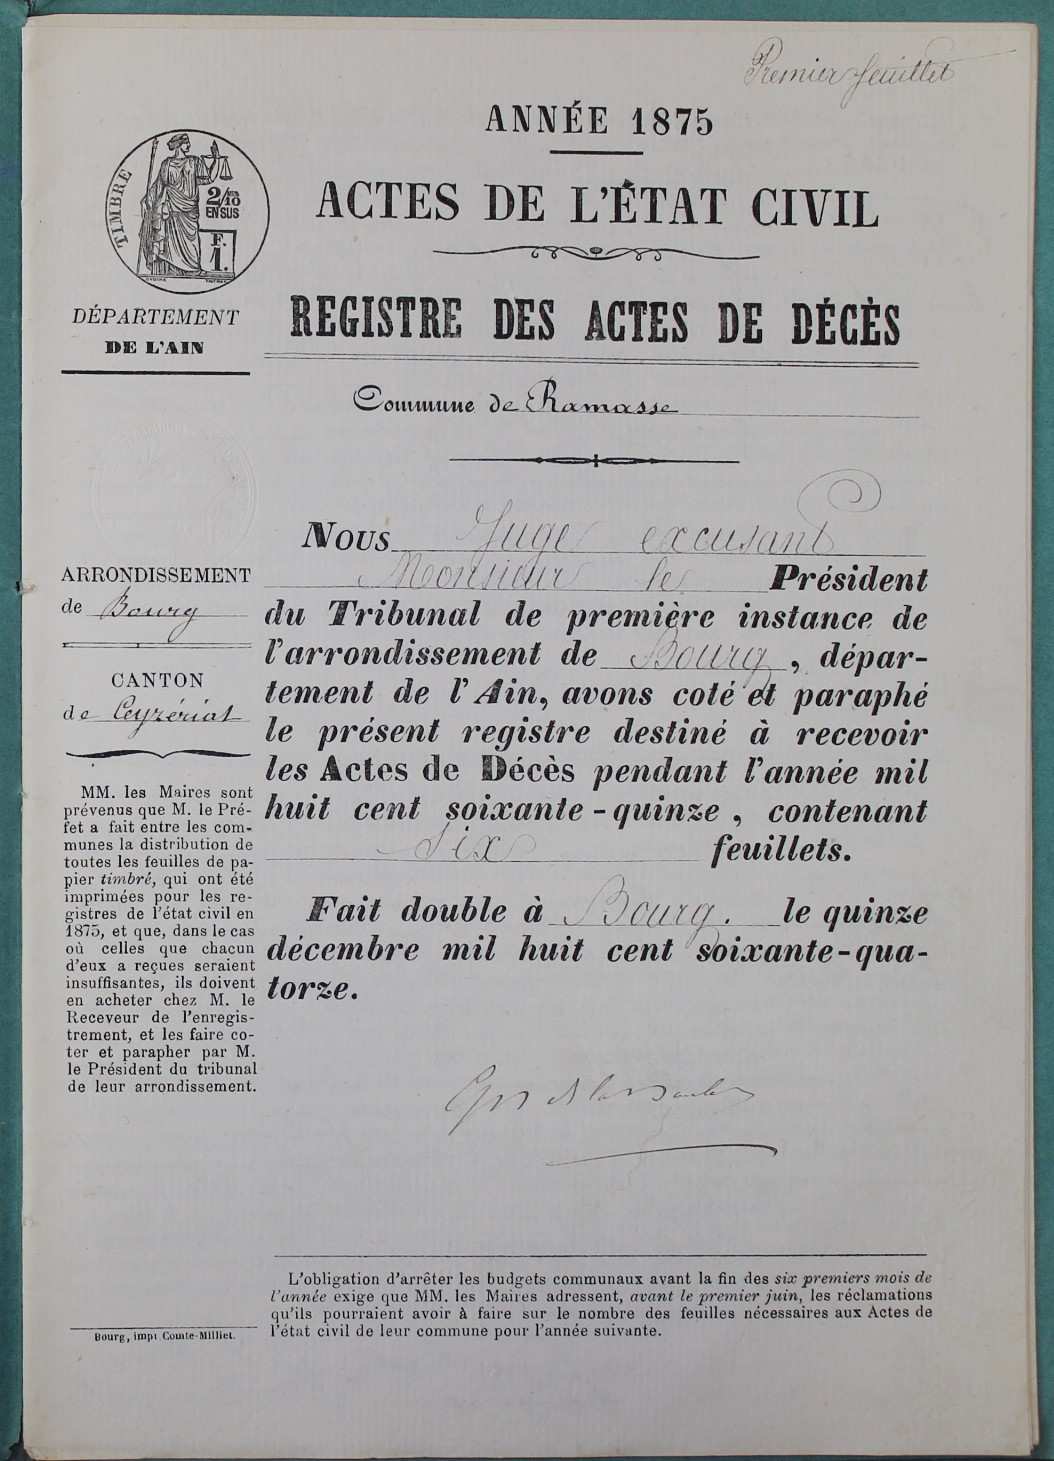 Premier feuillet
ANNÉE 1875
ACTES DE L'ÉTAT CIVIL
REGISTRE DES ACTES DE DÉCÈS
Commune de Ramasse
TIMBRE
2/10
EN SUS
F.
1.
DÉPARTEMENT
DE L'AIN
ARRONDISSEMENT
de Bourg
CANTON
de Ceyzériat
MM. les Maires sont
prévenus que M. le Pré-
fet a fait entre les com-
munes la distribution de
toutes les feuilles de pa-
pier timbré, qui ont été
imprimées pour les re-
gistres de l'état civil en
1875, et que, dans le cas
où celles que chacun
d'eux a reçues seraient
insuffisantes, ils doivent
en acheter chez M. le
Receveur de l'enregis-
trement, et les faire co-
ter et parapher par M.
le Président du tribunal
de leur arrondissement.
Bourg, imp. Comte-Milliet.
Nous Juge excusant
Monsieur le Président
du Tribunal de première instance de
l'arrondissement de Bourg, dépar-
tement de l'Ain, avons coté et paraphé
le présent registre destiné à recevoir
les Actes de Décès pendant l'année mil
huit cent soixante-quinze, contenant
six feuillets.
Fait double à Bourg. le quinze
décembre mil huit cent soixante-qua-
torze.
L'obligation d'arrêter les budgets communaux avant la fin des six premiers mois de
l'année exige que MM. les Maires adressent, avant le premier juin, les réclamations
qu'ils pourraient avoir à faire sur le nombre des feuilles nécessaires aux Actes de
l'état civil de leur commune pour l'année suivante.